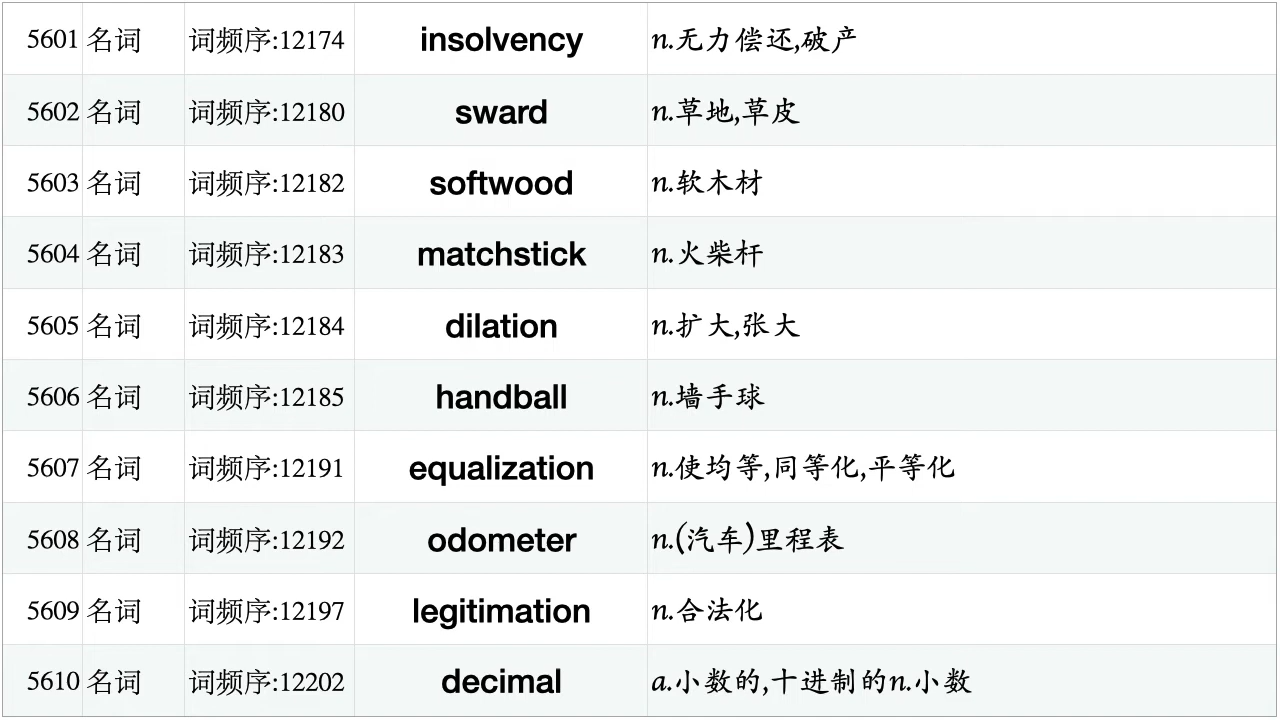 5601 名词 词频序:12174 insolvency n.无力偿还,破产
5602 名词 词频序:12180 sward n.草地,草皮
5603 名词 词频序:12182 softwood n.软木材
5604 名词 词频序:12183 matchstick n.火柴杆
5605 名词 词频序:12184 dilation n.扩大,张大
5606 名词 词频序:12185 handball n.墙手球
5607 名词 词频序:12191 equalization n.使均等,同等化,平等化
5608 名词 词频序:12192 odometer n.(汽车)里程表
5609 名词 词频序:12197 legitimation n.合法化
5610 名词 词频序:12202 decimal a.小数的,十进制的n.小数